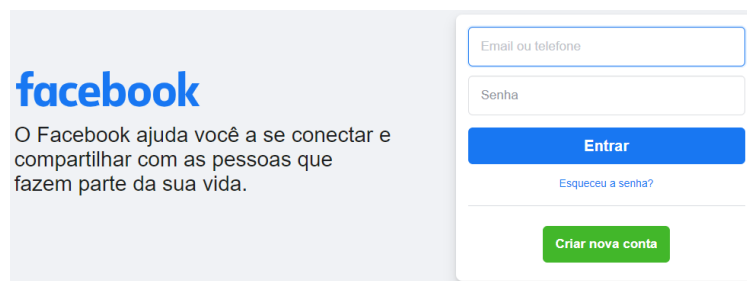 facebook
O Facebook ajuda você a se conectar e
compartilhar com as pessoas que
fazem parte da sua vida.
Email ou telefone
Senha
Entrar
Esqueceu a senha?
Criar nova conta